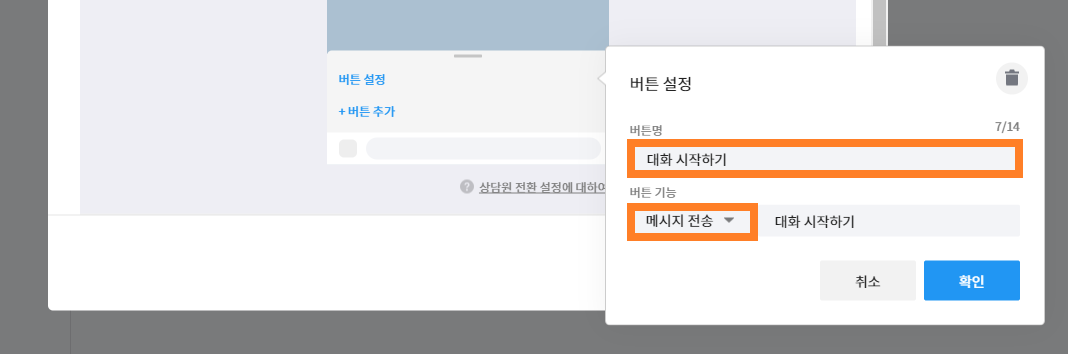 버튼 설정
+ 버튼 추가
? 상담원 전환 설정에 대하여
버튼 설정
버튼명 7/14
대화 시작하기
버튼 기능
메시지 전송 대화 시작하기
취소 확인